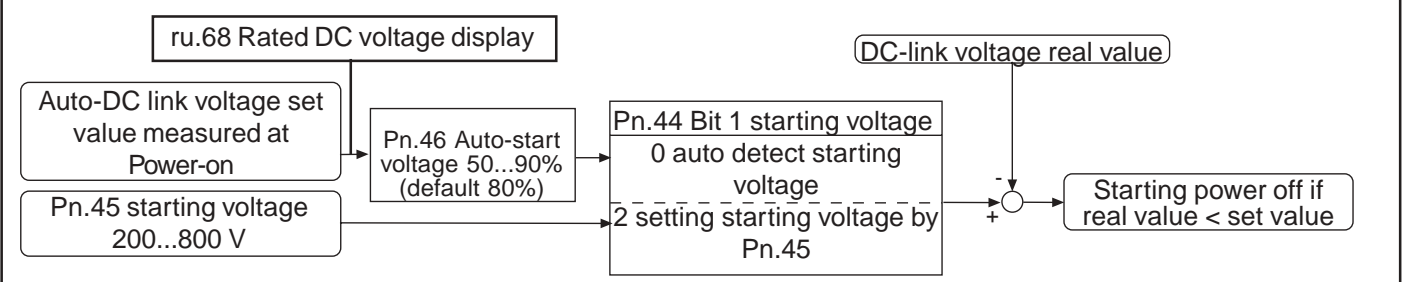 ru.68 Rated DC voltage display
DC-link voltage real value
Auto-DC link voltage set
value measured at
Power-on
Pn.46 Auto-start
voltage 50...90%
(default 80%)
Pn.44 Bit 1 starting voltage
0 auto detect starting
voltage
2 setting starting voltage by
Pn.45
Pn.45 starting voltage
200...800 V
-
+
Starting power off if
real value < set value